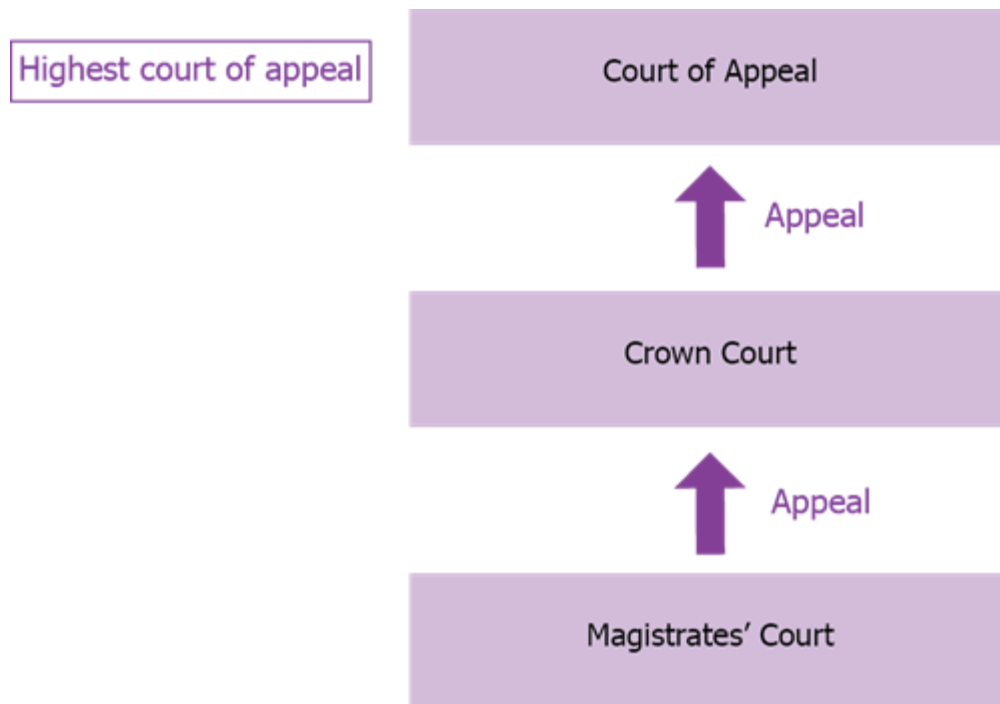 Highest court of appeal
Court of Appeal
Appeal
Crown Court
Appeal
Magistrates’ Court